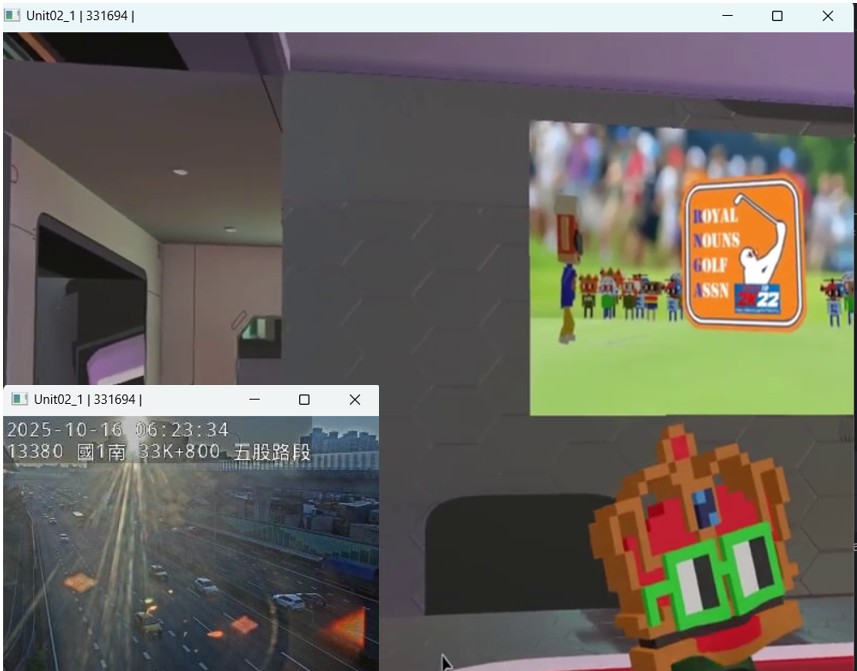 Unit02_1 | 331694 |
ROYAL
NOUNS
GOLF
ASSN
2K22
Unit02_1 | 331694 |
2025-10-16 06:23:34
13380 國1南 33K+800 五股路段